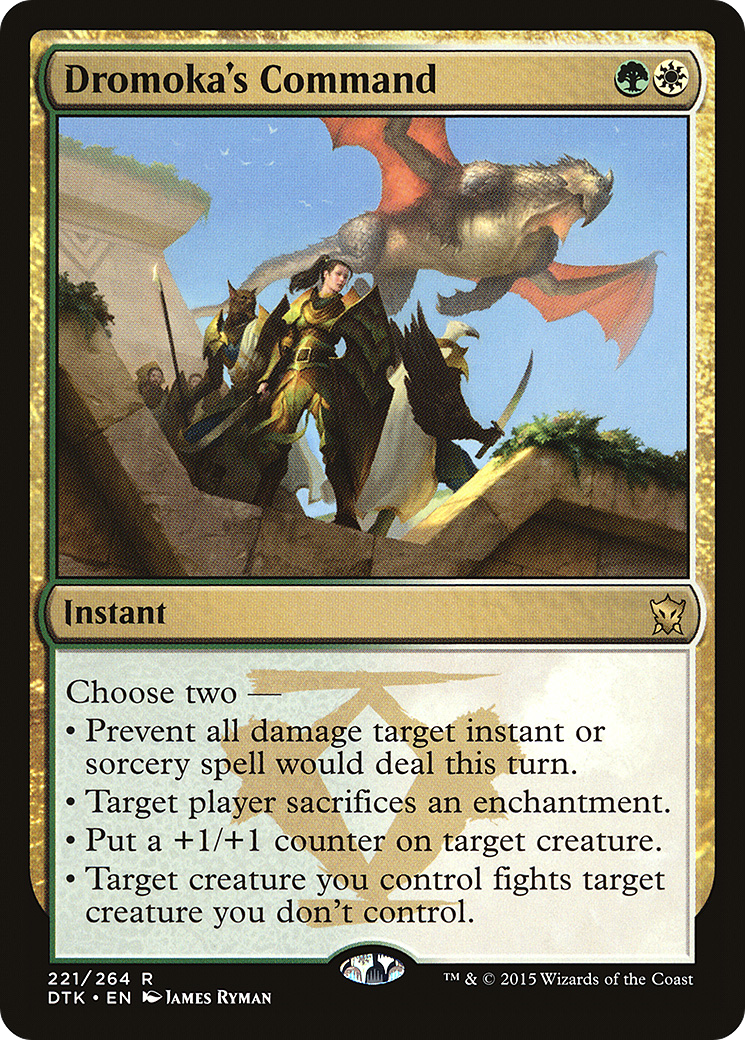 Dromoka's Command
Instant
Choose two —
• Prevent all damage target instant or
sorcery spell would deal this turn.
• Target player sacrifices an enchantment.
• Put a +1/+1 counter on target creature.
• Target creature you control fights target
creature you don't control.
221/264 R
DTK • EN James Ryman
™ & © 2015 Wizards of the Coast